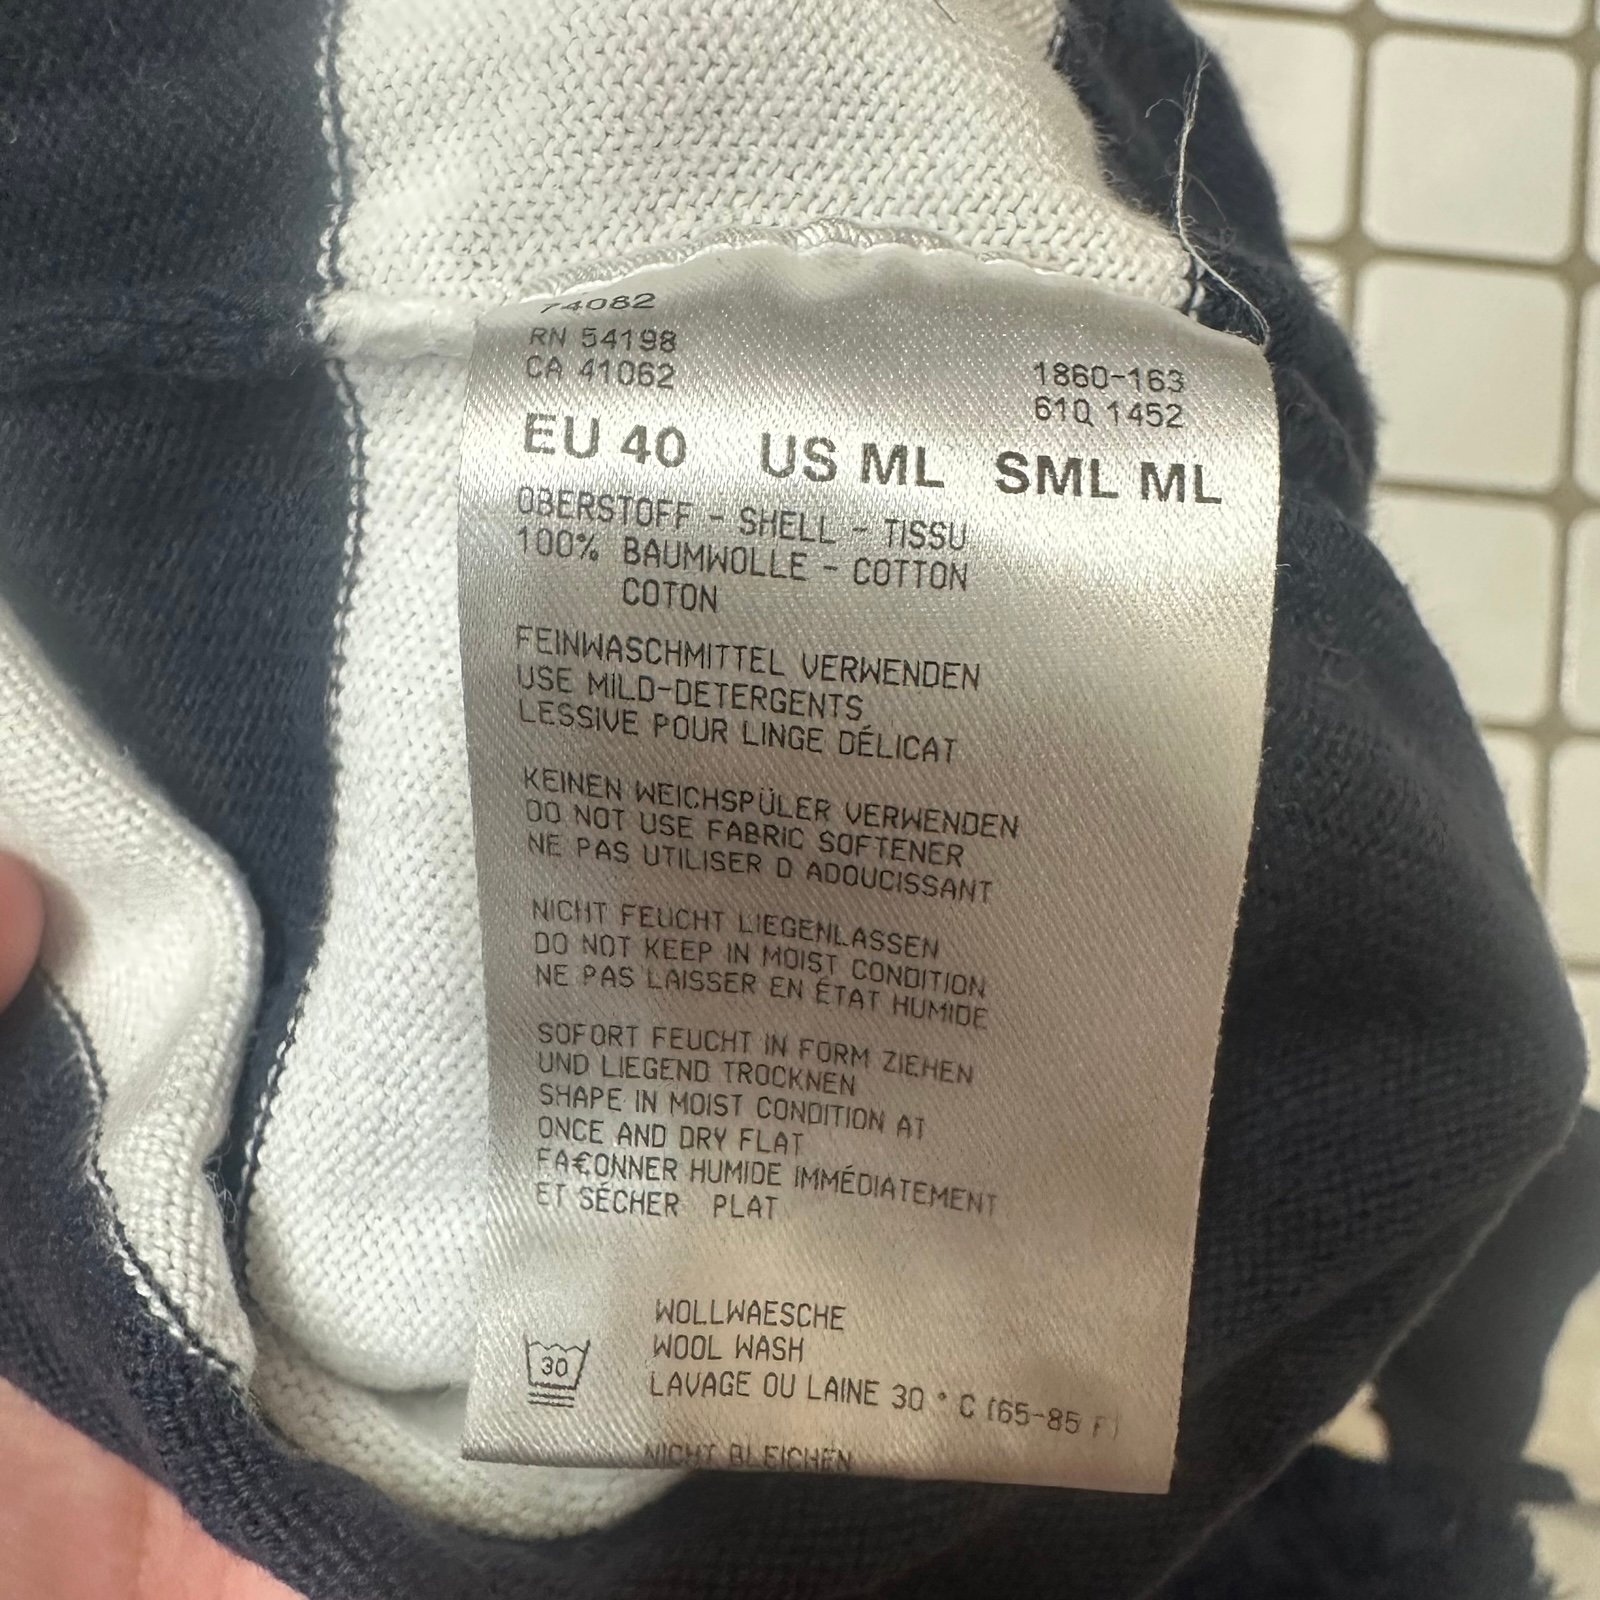 74082
RN 54198
CA 41062
1860-163
61Q 1452
EU 40 US ML SML ML
OBERSTOFF - SHELL - TISSU
100% BAUMWOLLE - COTTON
COTON
FEINWASCHMITTEL VERWENDEN
USE MILD-DETERGENTS
LESSIVE POUR LINGE DÉLICAT
KEINEN WEICHSPÜLER VERWENDEN
DO NOT USE FABRIC SOFTENER
NE PAS UTILISER D ADOUCISSANT
NICHT FEUCHT LIEGENLASSEN
DO NOT KEEP IN MOIST CONDITION
NE PAS LAISSER EN ÉTAT HUMIDE
SOFORT FEUCHT IN FORM ZIEHEN
UND LIEGEND TROCKNEN
SHAPE IN MOIST CONDITION AT
ONCE AND DRY FLAT
FA€ONNER HUMIDE IMMÉDIATEMENT
ET SÉCHER PLAT
WOLLWAESCHE
WOOL WASH
30
LAVAGE OU LAINE 30 ° C (65-85 F)
NICHT BLEICHEN